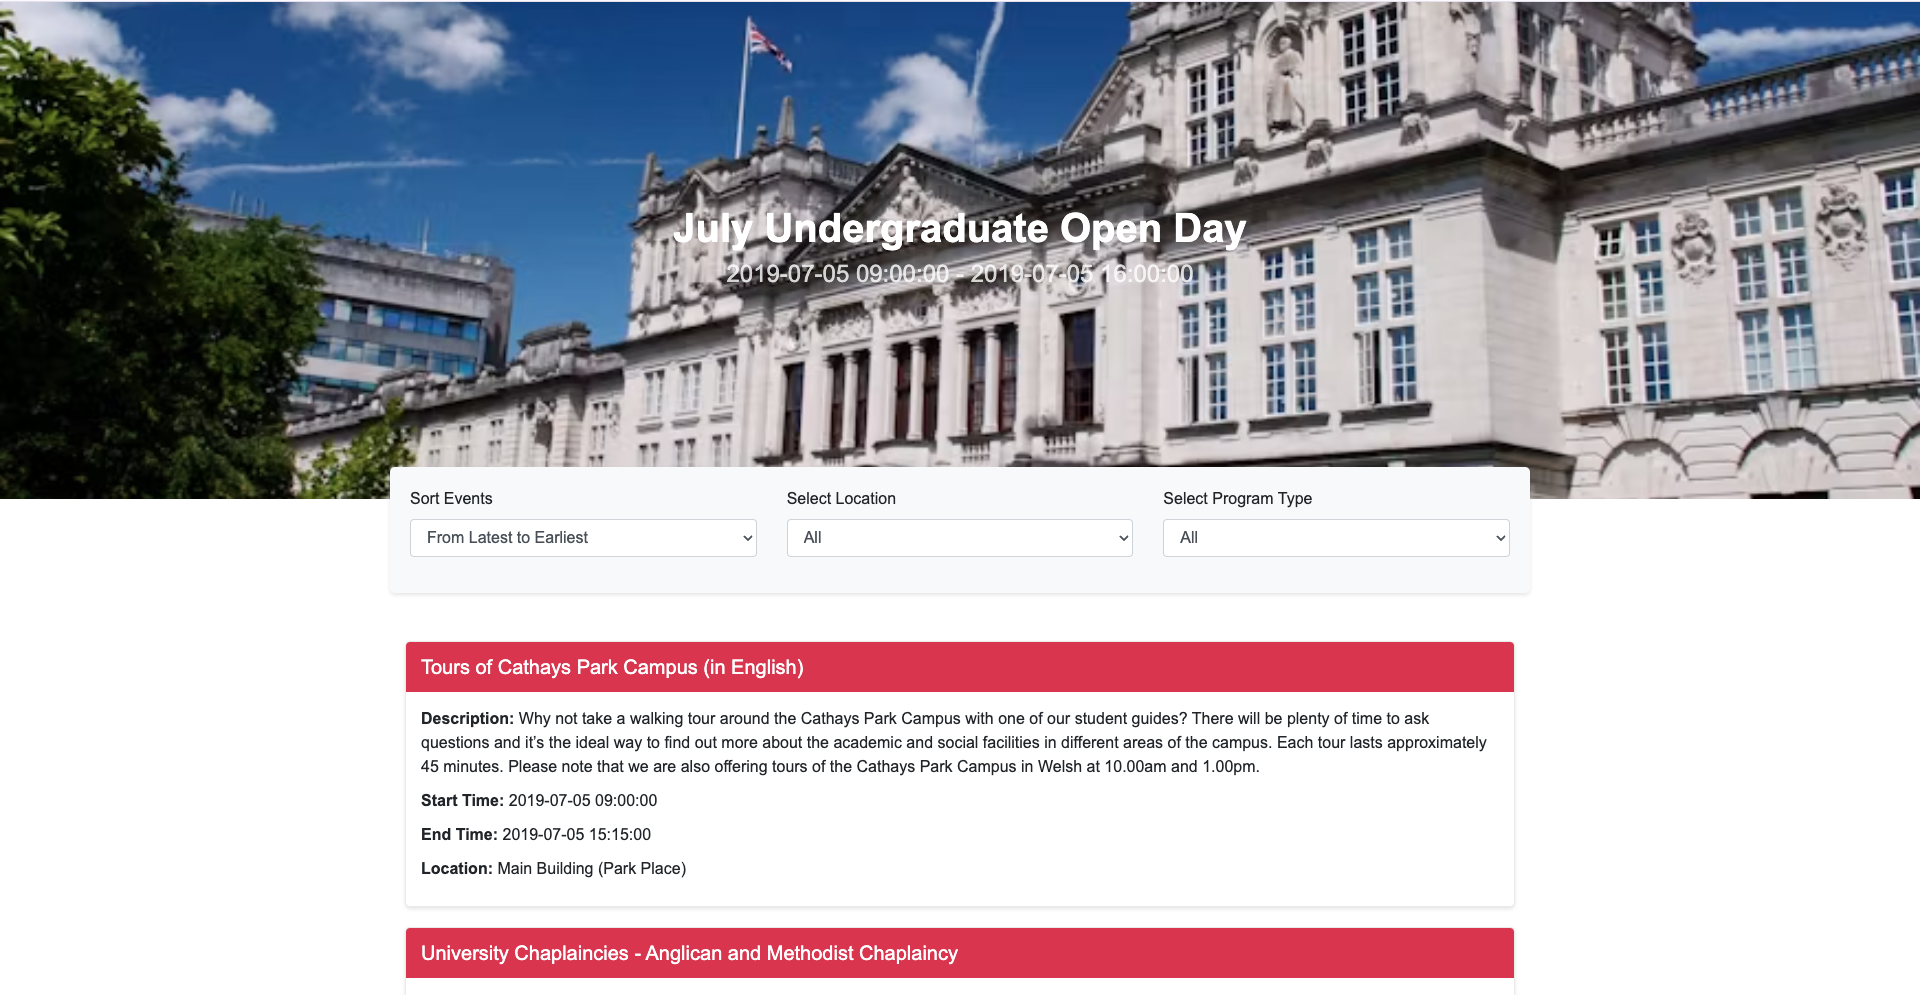 July Undergraduate Open Day
2019-07-05 09:00:00 - 2019-07-05 16:00:00
Sort Events
From Latest to Earliest
Select Location
All
Select Program Type
All
Tours of Cathays Park Campus (in English)
Description: Why not take a walking tour around the Cathays Park Campus with one of our student guides? There will be plenty of time to ask
questions and it’s the ideal way to find out more about the academic and social facilities in different areas of the campus. Each tour lasts approximately
45 minutes. Please note that we are also offering tours of the Cathays Park Campus in Welsh at 10.00am and 1.00pm.
Start Time: 2019-07-05 09:00:00
End Time: 2019-07-05 15:15:00
Location: Main Building (Park Place)
University Chaplaincies - Anglican and Methodist Chaplaincy